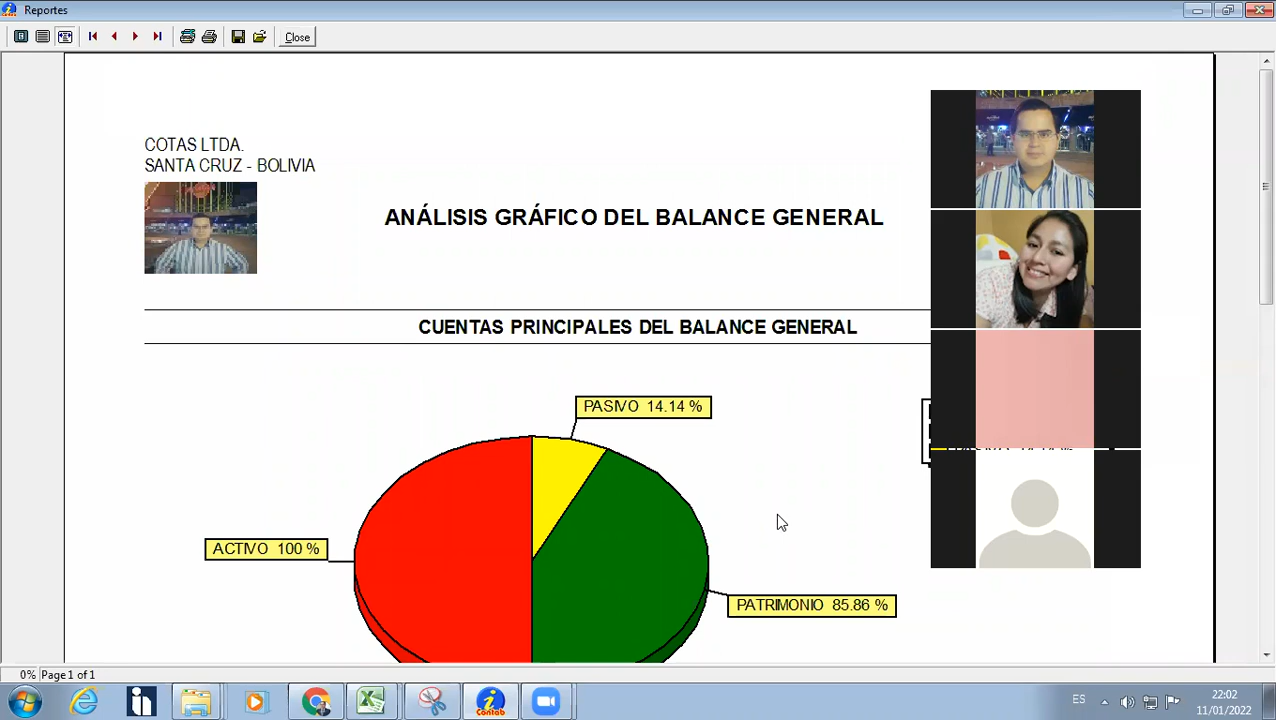 Reportes
Close
COTAS LTDA.
SANTA CRUZ - BOLIVIA
ANÁLISIS GRÁFICO DEL BALANCE GENERAL
CUENTAS PRINCIPALES DEL BALANCE GENERAL
PASIVO 14.14 %
ACTIVO 100 %
PATRIMONIO 85.86 %
0% Page 1 of 1
Contab
ES
22:02
11/01/2022